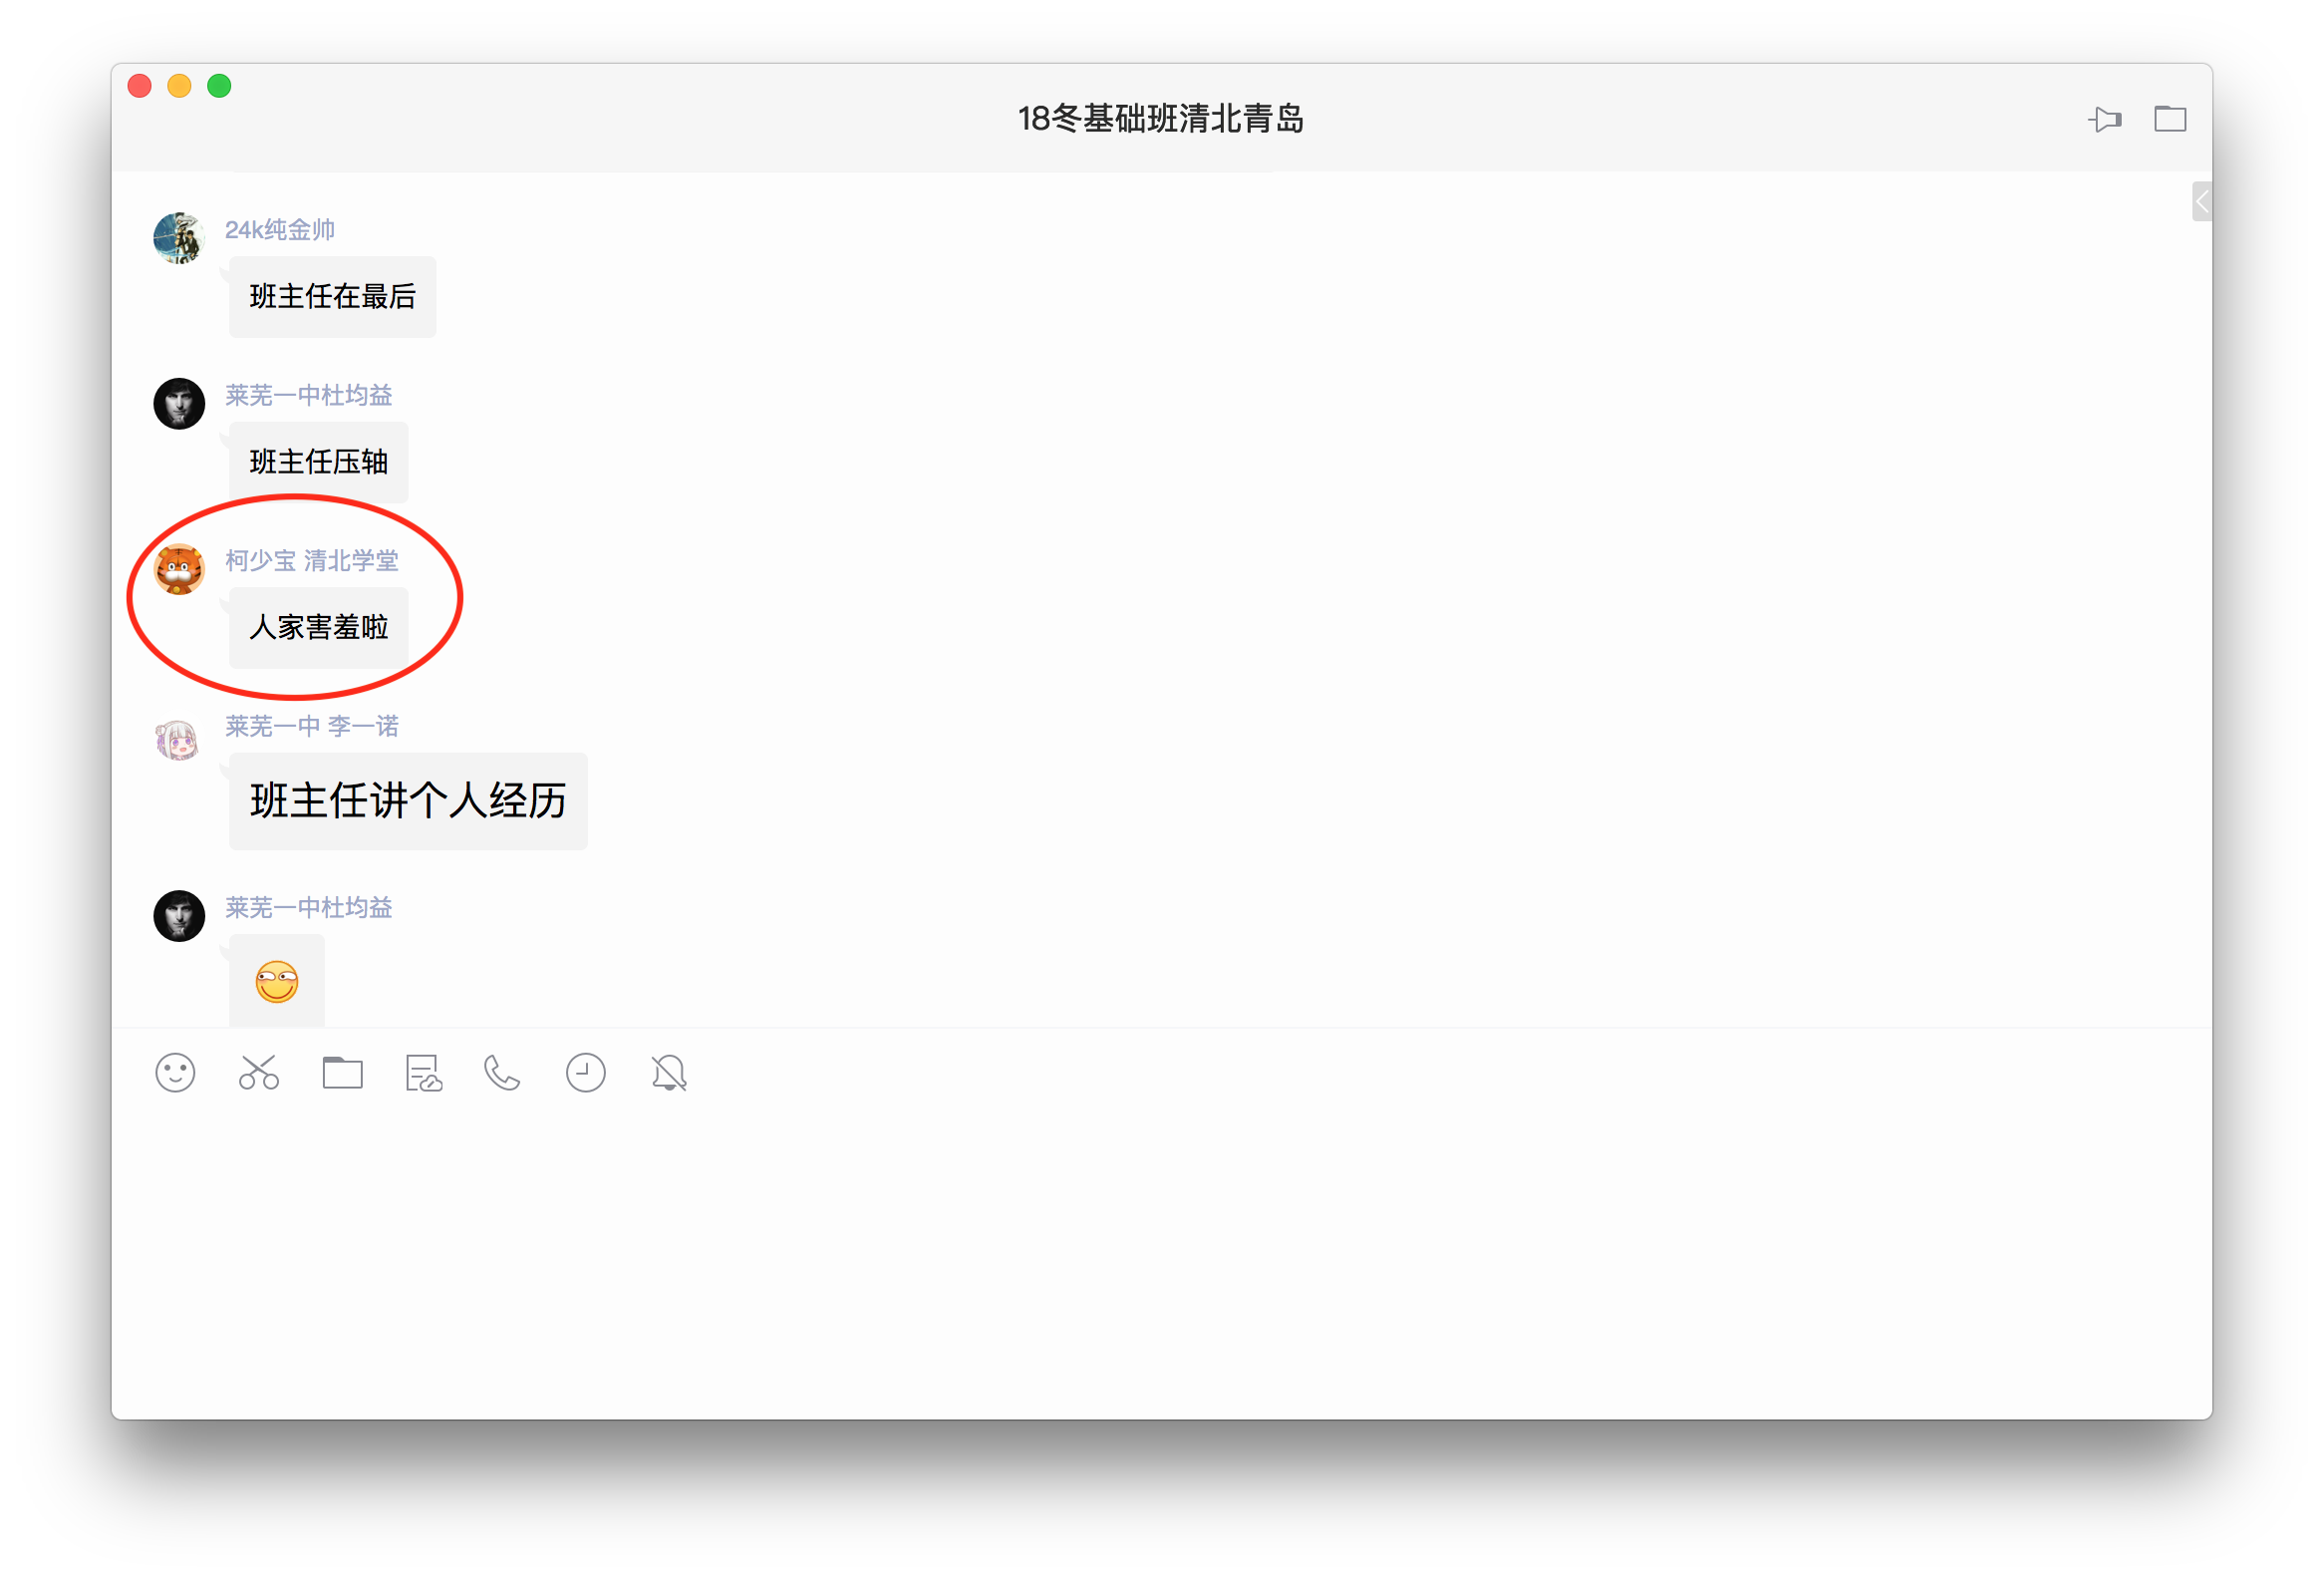 18冬基础班清北青岛
24k纯金帅
班主任在最后
莱芜一中杜均益
班主任压轴
柯少宝 清北学堂
人家害羞啦
莱芜一中 李一诺
班主任讲个人经历
莱芜一中杜均益